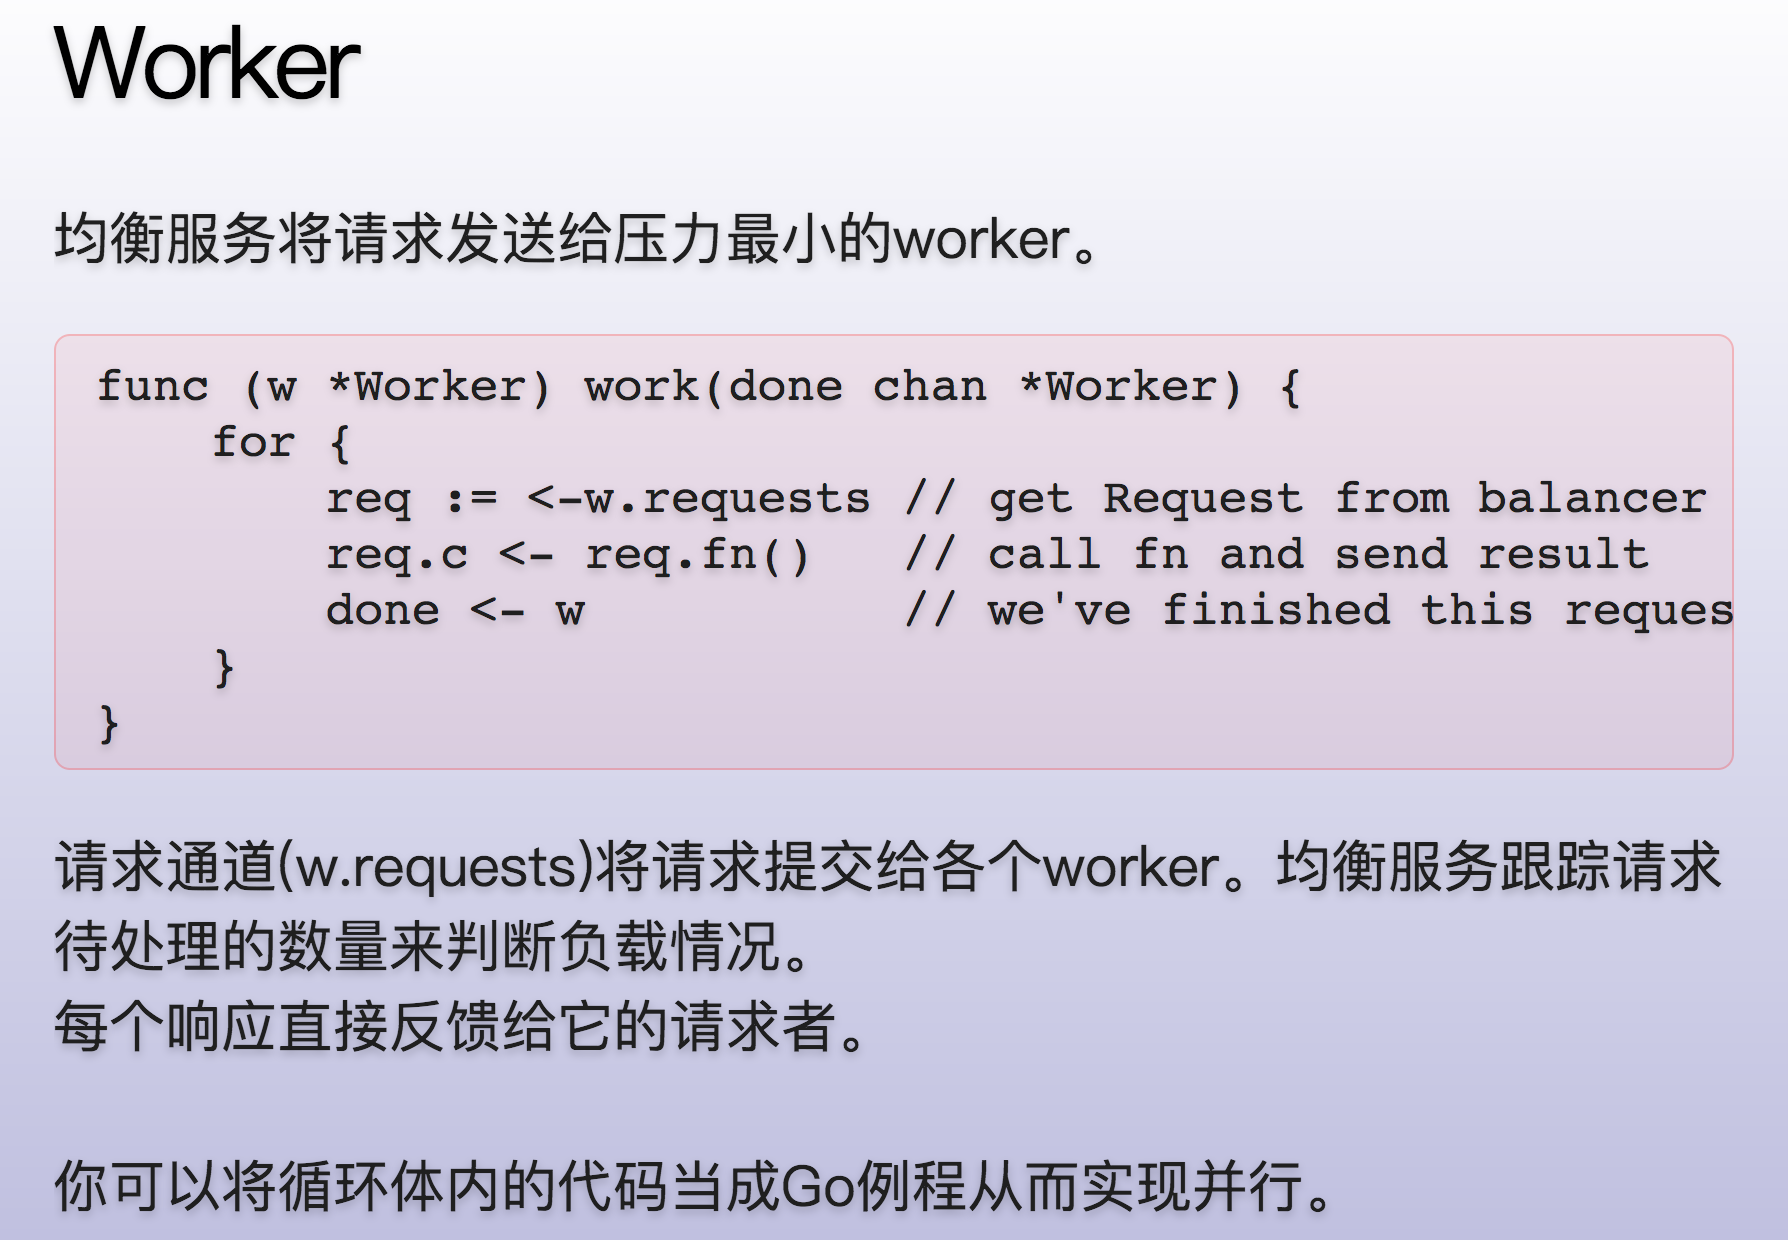 Worker
均衡服务将请求发送给压力最小的worker。
func (w *Worker) work(done chan *Worker) {
    for {
        req := <-w.requests // get Request from balancer
        req.c <- req.fn()   // call fn and send result
        done <- w           // we've finished this reques
    }
}
请求通道(w.requests)将请求提交给各个worker。均衡服务跟踪请求
待处理的数量来判断负载情况。
每个响应直接反馈给它的请求者。
你可以将循环体内的代码当成Go例程从而实现并行。